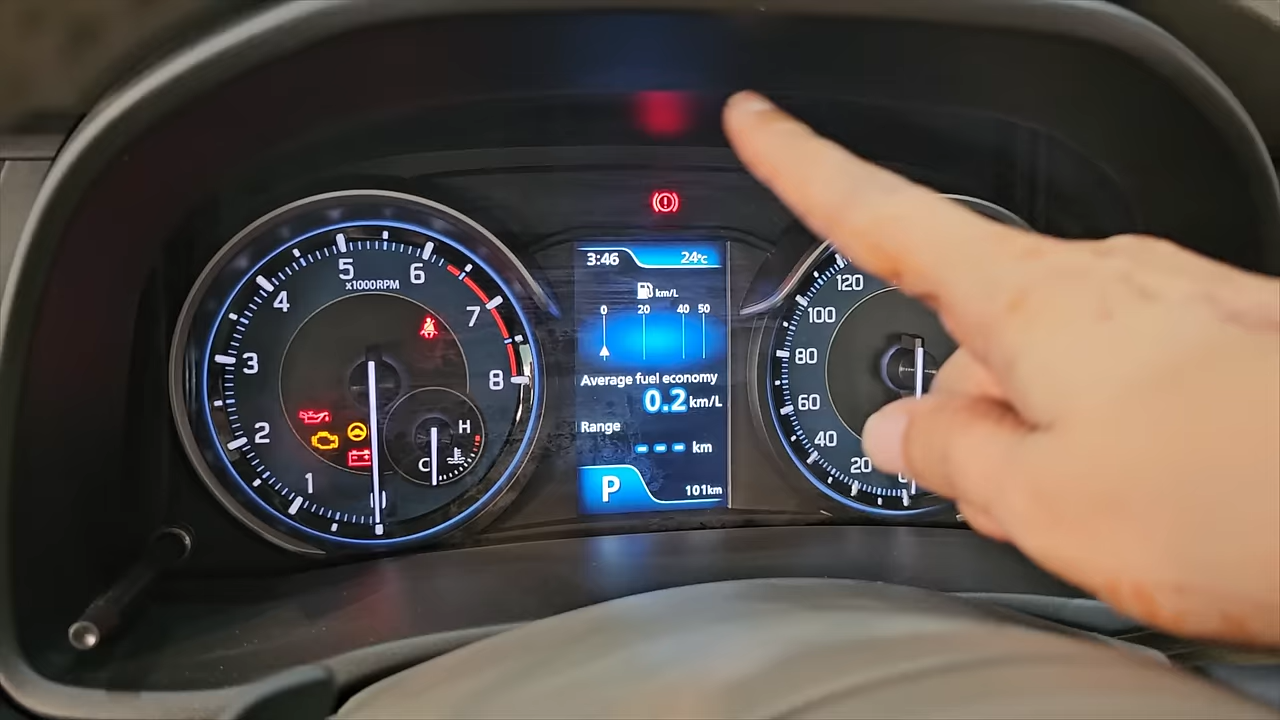 5
6
x1000RPM
4
7
3
8
2
H
C
1
0
3:46 24°C
km/L
0 20 40 50
Average fuel economy
0.2 km/L
Range
--- km
P 101km
120
100
80
60
40
20